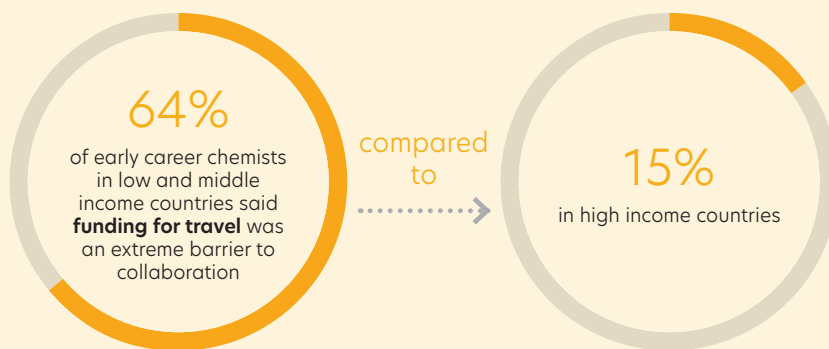 64%
of early career chemists
in low and middle
income countries said
funding for travel was
an extreme barrier to
collaboration
compared
to
15%
in high income countries